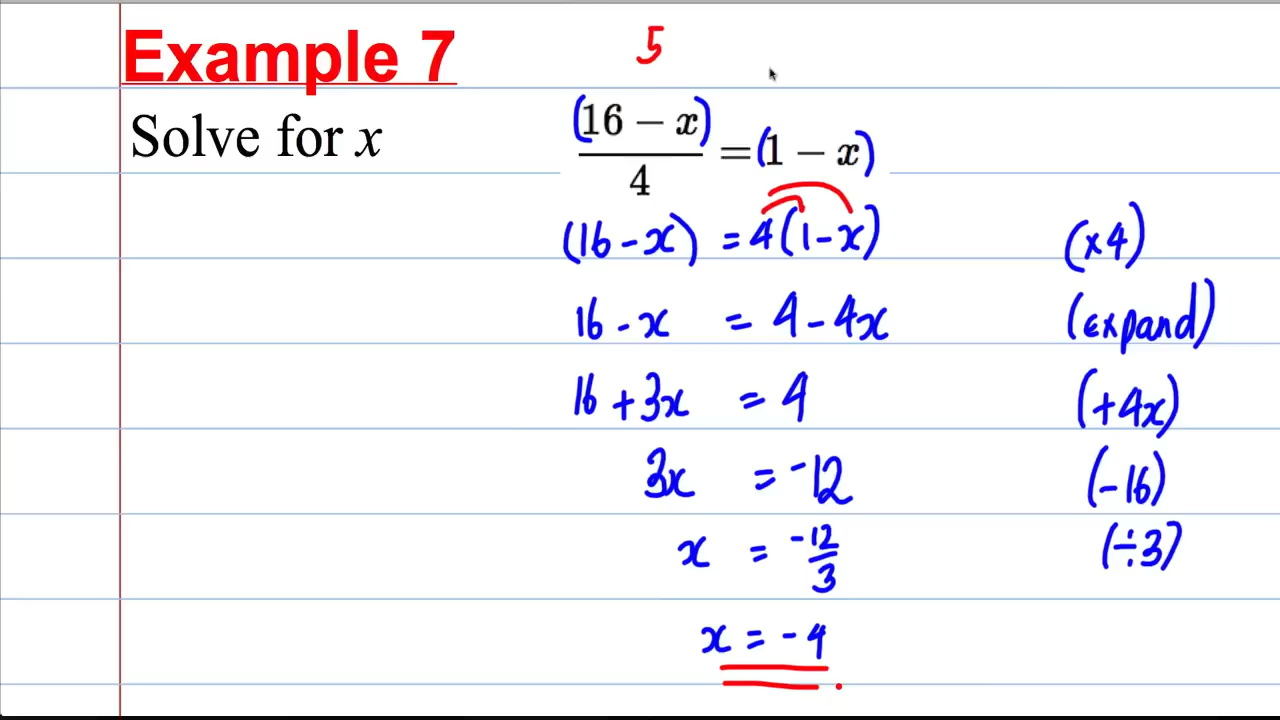 Example 7
5
Solve for x
(16 − x)/4 = (1 − x)
(16 - x) = 4(1 - x) (×4)
16 - x = 4 - 4x (expand)
16 + 3x = 4 (+4x)
3x = -12 (-16)
x = -12/3 (÷3)
x = -4.